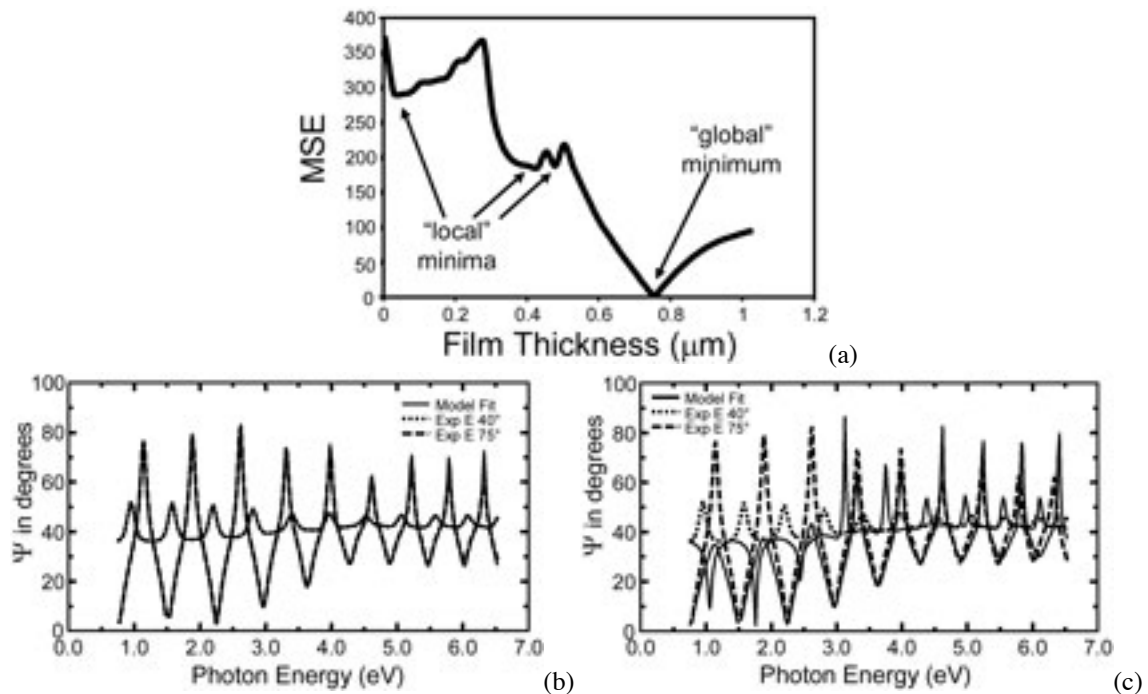 400
350
300
250
200
150
100
50
0
MSE
"global"
minimum
"local"
minima
0 0.2 0.4 0.6 0.8 1 1.2
Film Thickness (μm)
(a)
100
80
60
40
20
0
Ψ in degrees
Model Fit
Exp E 40°
Exp E 75°
1.0 2.0 3.0 4.0 5.0 6.0 7.0
Photon Energy (eV)
(b)
100
80
60
40
20
0
Ψ in degrees
Model Fit
Exp E 40°
Exp E 75°
1.0 2.0 3.0 4.0 5.0 6.0 7.0
Photon Energy (eV)
(c)